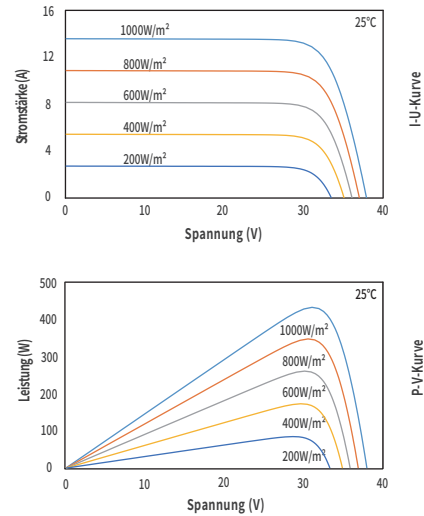 16
25℃
1000W/m²
12
800W/m²
600W/m²
8
400W/m²
4
200W/m²
0
0
10
20
30
40
Stromstärke(A)
Spannung (V)
I-U-Kurve
500
25℃
400
1000W/m²
300
800W/m²
200
600W/m²
100
400W/m²
200W/m²
0
0
10
20
30
40
Leistung(W)
Spannung (V)
P-V-Kurve